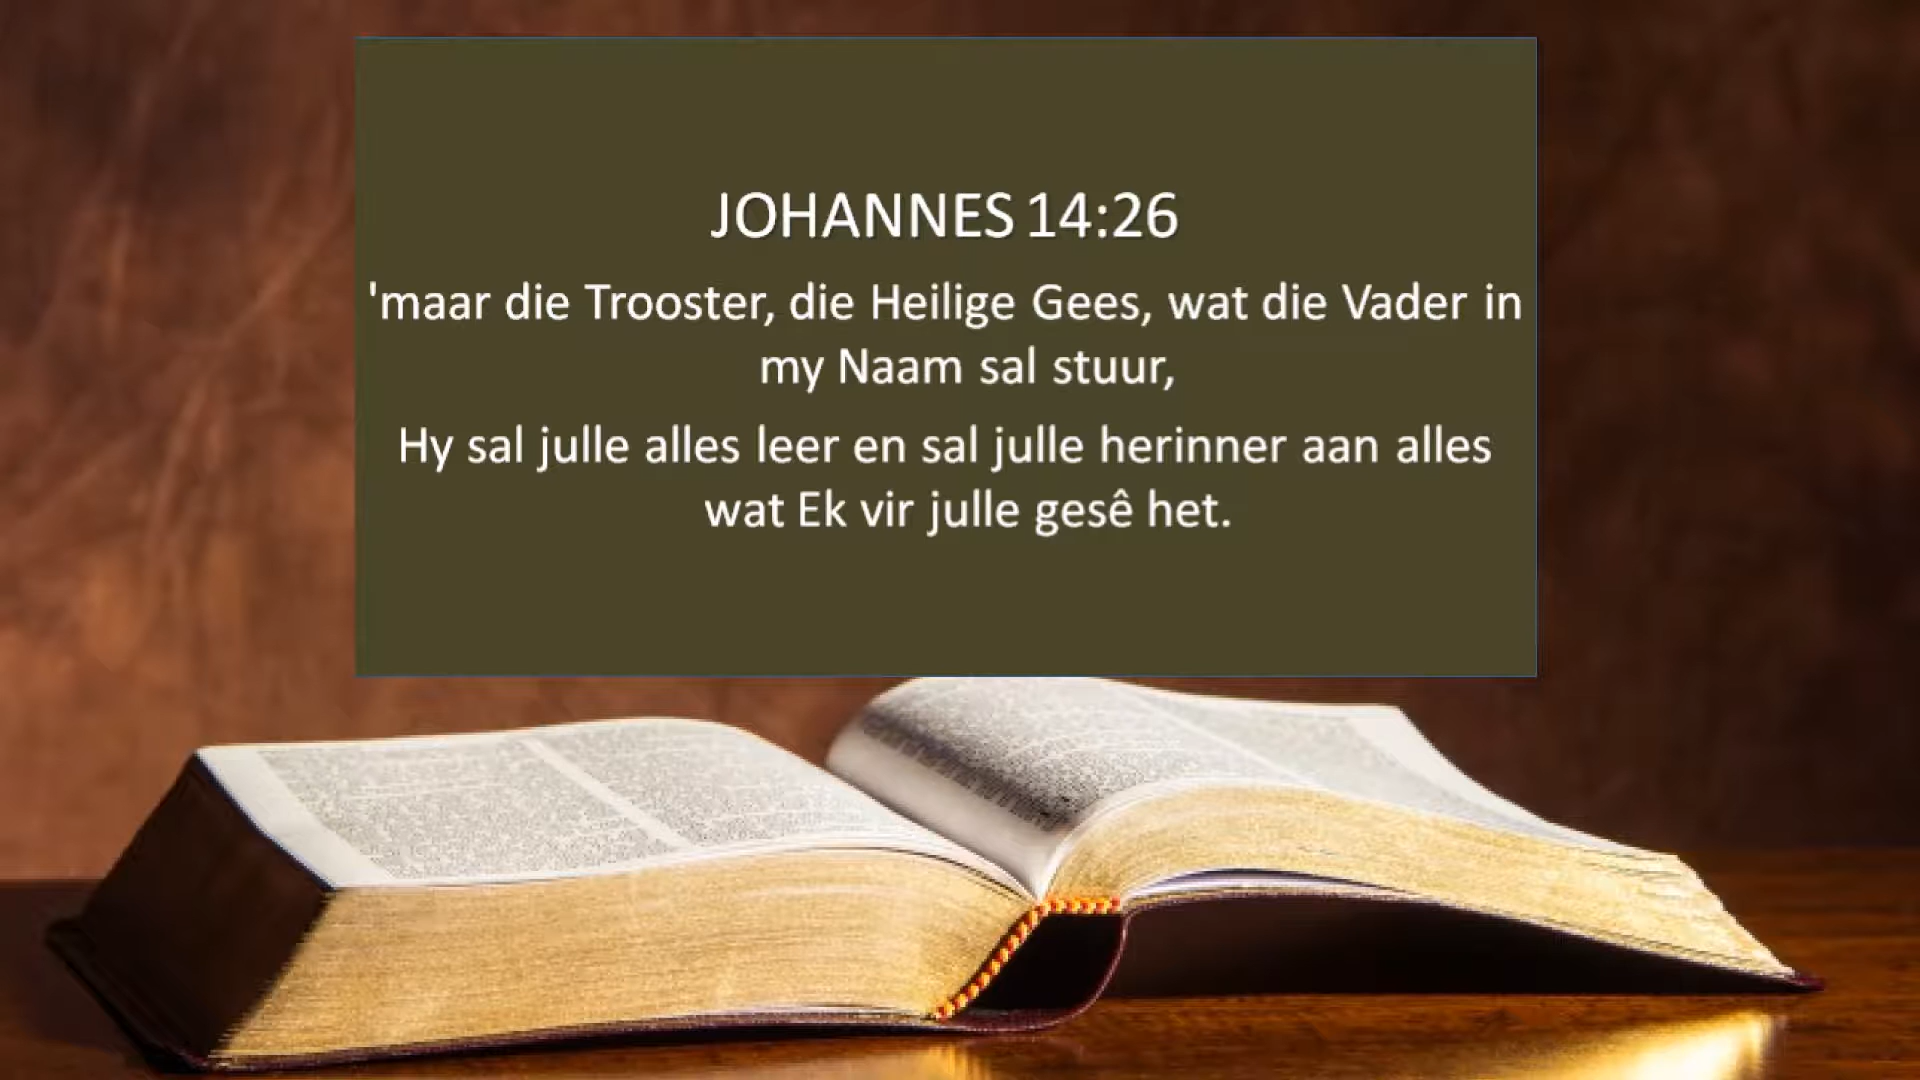 JOHANNES 14:26
'maar die Trooster, die Heilige Gees, wat die Vader in
my Naam sal stuur,
Hy sal julle alles leer en sal julle herinner aan alles
wat Ek vir julle gesê het.